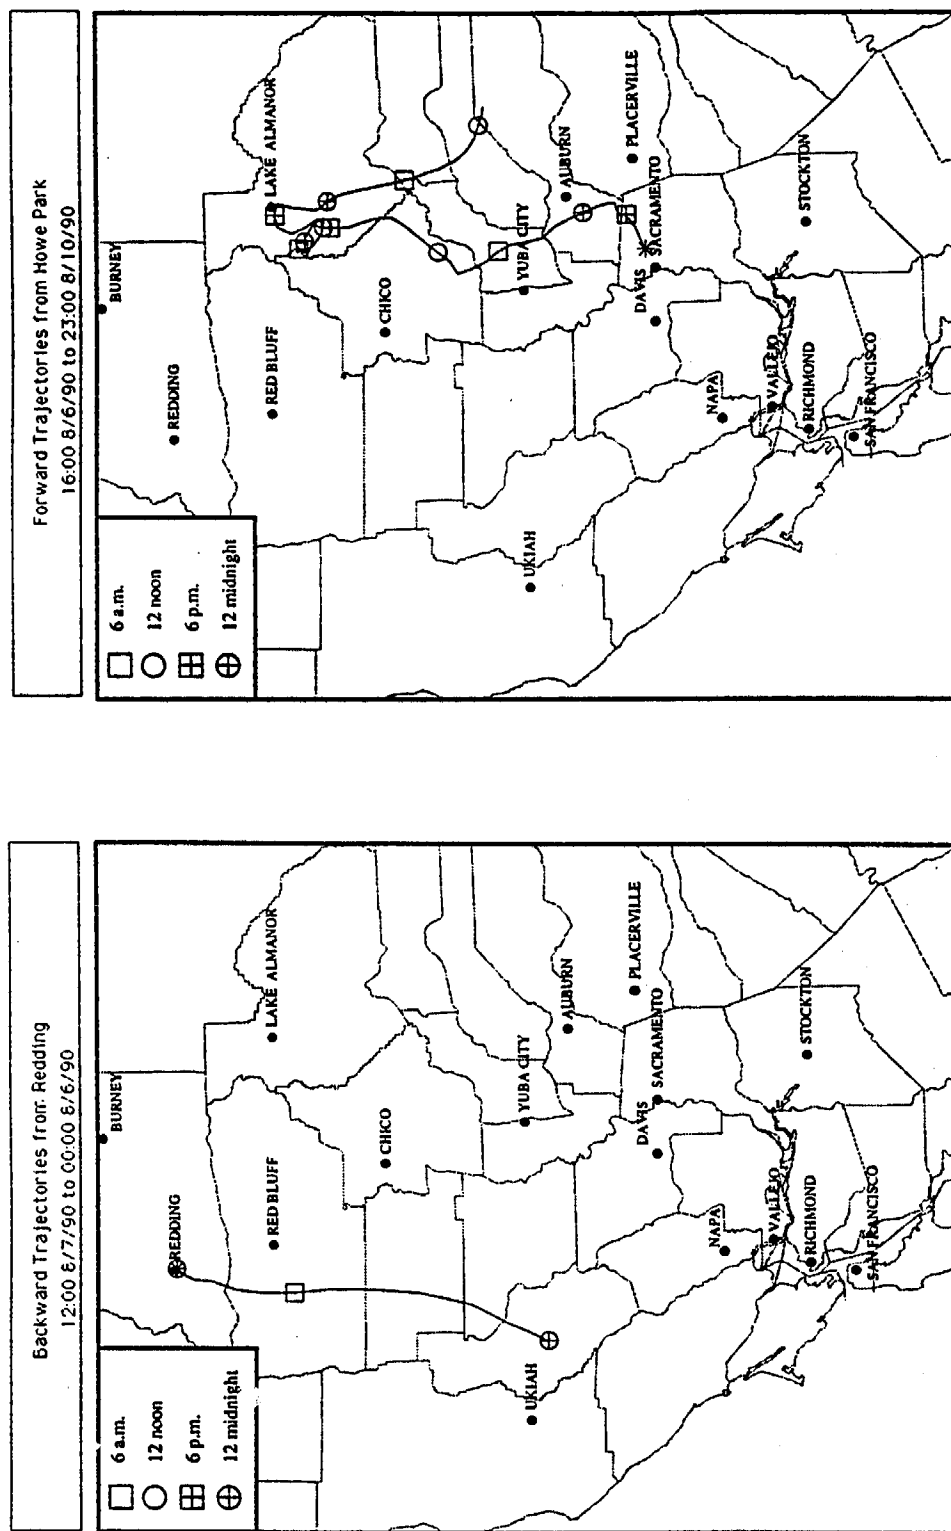 Forward Trajectories from Howe Park
16:00 8/6/90 to 23:00 8/10/90
6 a.m.
12 noon
6 p.m.
12 midnight
BURNEY
REDDING
LAKE ALMANOR
RED BLUFF
CHICO
YUBA CITY
UKIAH
AUBURN
PLACERVILLE
DAVIS
SACRAMENTO
NAPA
VALLEJO
RICHMOND
STOCKTON
SAN FRANCISCO
Backward Trajectories from Redding
12:00 8/7/90 to 00:00 8/6/90
6 a.m.
12 noon
6 p.m.
12 midnight
BURNEY
REDDING
LAKE ALMANOR
RED BLUFF
CHICO
YUBA CITY
UKIAH
AUBURN
PLACERVILLE
DAVIS
SACRAMENTO
NAPA
VALLEJO
RICHMOND
STOCKTON
SAN FRANCISCO